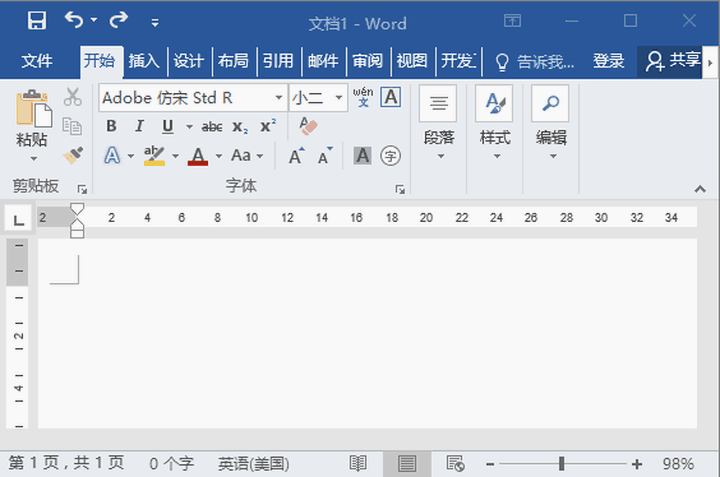 文档1 - Word
文件 开始 插入 设计 布局 引用 邮件 审阅 视图 开发 告诉我... 登录 共享
Adobe 仿宋 Std R 小二 wén 文 A
粘贴 B I U abc x₂ x² 段落 样式 编辑
A ab A Aa A A A 字
剪贴板 字体
L 2 2 4 6 8 10 12 14 16 18 20 22 24 26 28 30 32 34
2
4
第 1 页，共 1 页 0 个字 英语(美国) 98%